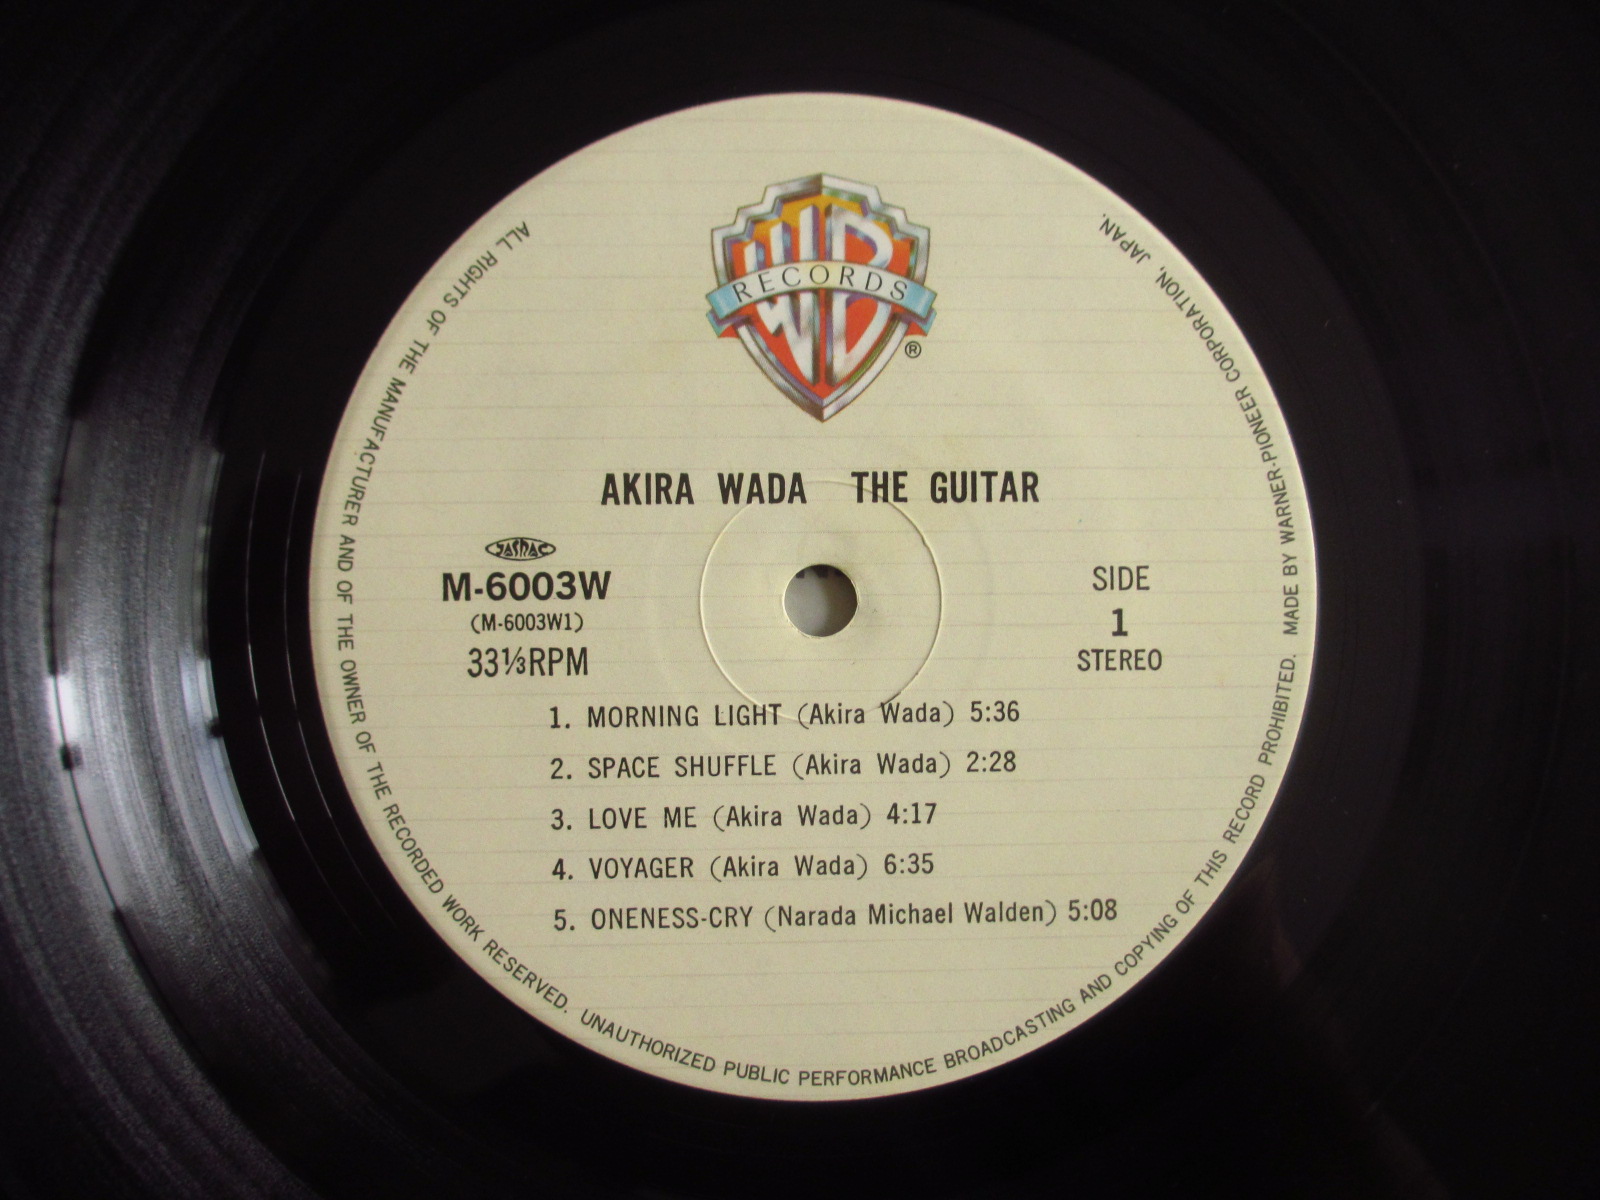 WB
RECORDS
®
AKIRA WADA THE GUITAR
JASRAC
M-6003W
(M-6003W1)
33⅓RPM
SIDE
1
STEREO
1. MORNING LIGHT (Akira Wada) 5:36
2. SPACE SHUFFLE (Akira Wada) 2:28
3. LOVE ME (Akira Wada) 4:17
4. VOYAGER (Akira Wada) 6:35
5. ONENESS-CRY (Narada Michael Walden) 5:08
ALL RIGHTS OF THE MANUFACTURER AND OF THE OWNER OF THE RECORDED WORK RESERVED. UNAUTHORIZED PUBLIC PERFORMANCE BROADCASTING AND COPYING OF THIS RECORD PROHIBITED. MADE BY WARNER-PIONEER CORPORATION, JAPAN.